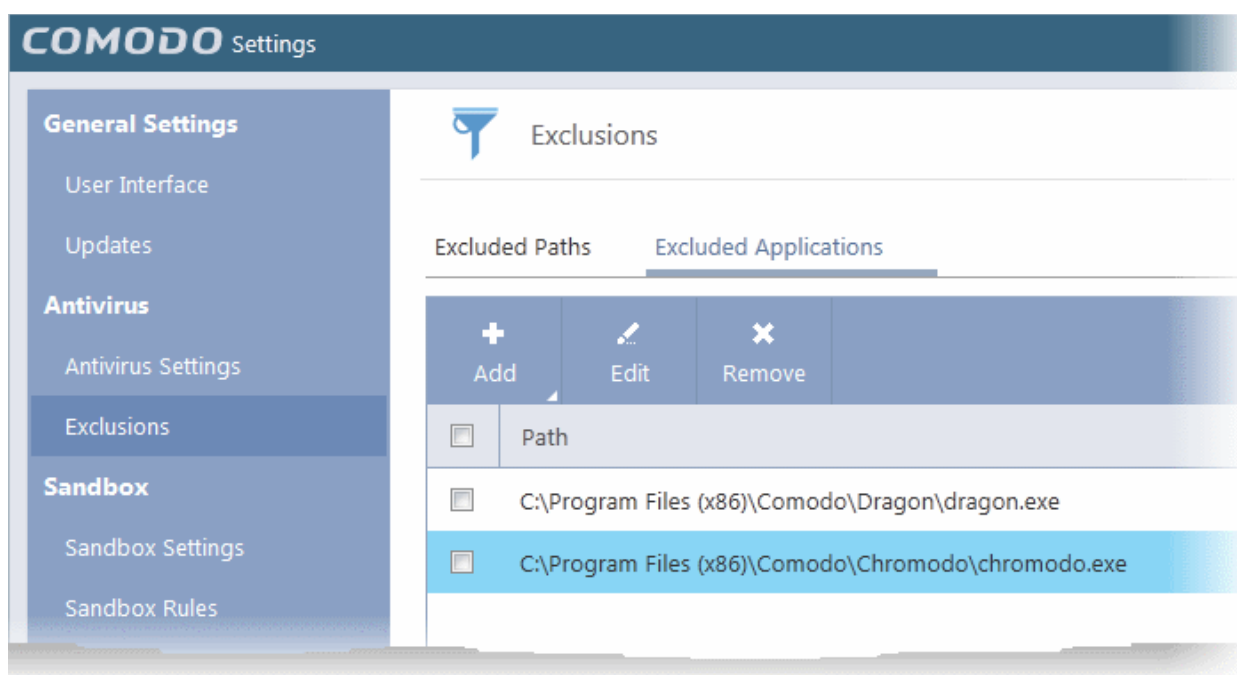 COMODO Settings
General Settings
User Interface
Updates
Antivirus
Antivirus Settings
Exclusions
Sandbox
Sandbox Settings
Sandbox Rules
Exclusions
Excluded Paths Excluded Applications
Add Edit Remove
Path
C:\Program Files (x86)\Comodo\Dragon\dragon.exe
C:\Program Files (x86)\Comodo\Chromodo\chromodo.exe